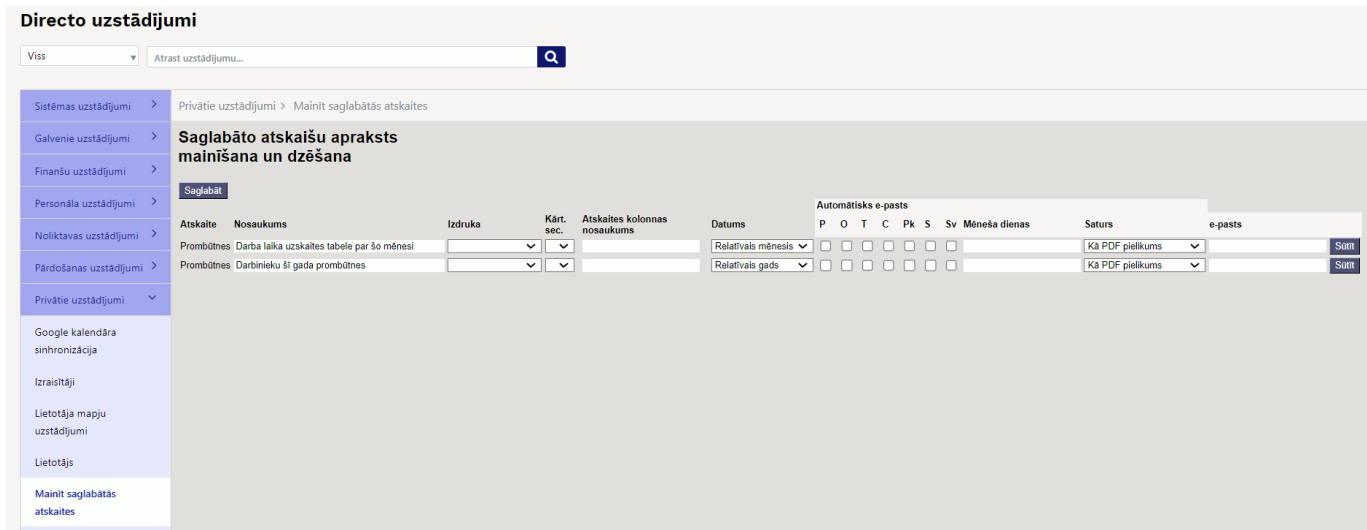 Directo uzstādījumi
Viss
Atrast uzstādījumu...
Sistēmas uzstādījumi
Galvenie uzstādījumi
Finanšu uzstādījumi
Personāla uzstādījumi
Noliktavas uzstādījumi
Pārdošanas uzstādījumi
Privātie uzstādījumi
Google kalendāra
sinhronizācija
Izraisītāji
Lietotāja mapju
uzstādījumi
Lietotājs
Mainīt saglabātās
atskaites
Privātie uzstādījumi > Mainīt saglabātās atskaites
Saglabāto atskaišu apraksts
mainīšana un dzēšana
Saglabāt
Automātisks e-pasts
Atskaite Nosaukums Izdruka Kārt. sec. Atskaites kolonnas nosaukums Datums P O T C Pk S Sv Mēneša dienas Saturs e-pasts
Prombūtnes Darba laika uzskaites tabele par šo mēnesi Relatīvais mēnesis Kā PDF pielikums Sūtīt
Prombūtnes Darbinieku šī gada prombūtnes Relatīvais gads Kā PDF pielikums Sūtīt